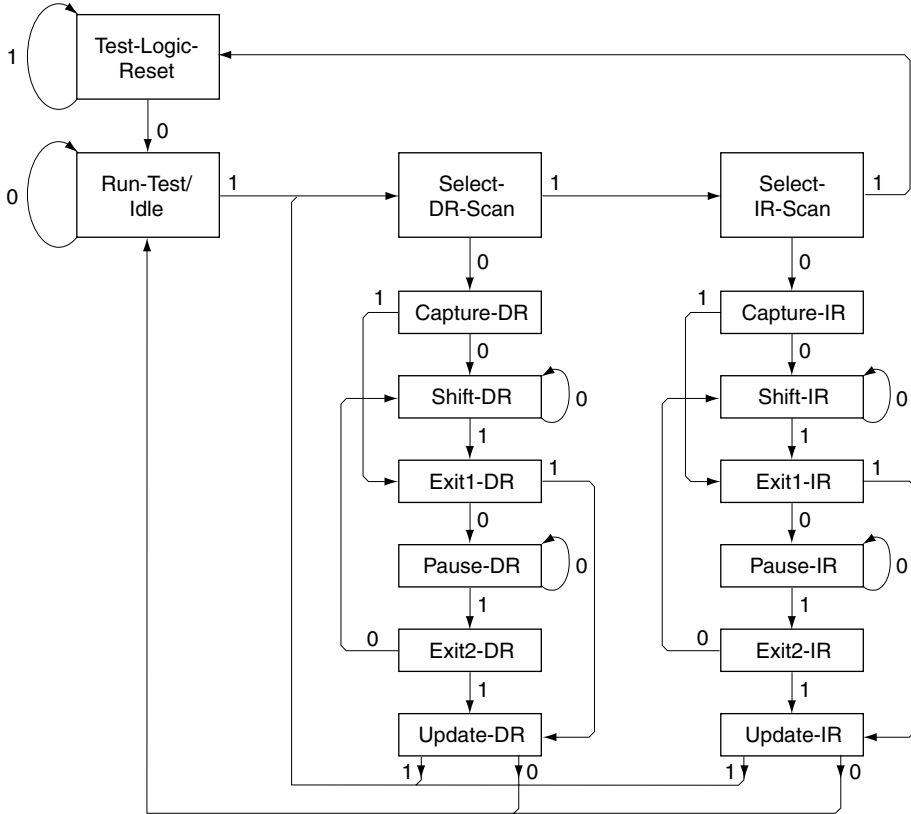 Test-Logic-
Reset
1
0
Run-Test/
Idle
0
1
Select-
DR-Scan
1
Select-
IR-Scan
1
0
0
1
Capture-DR
1
Capture-IR
0
0
Shift-DR
0
Shift-IR
0
1
1
Exit1-DR
1
Exit1-IR
1
0
0
Pause-DR
0
Pause-IR
0
1
1
0
Exit2-DR
0
Exit2-IR
1
1
Update-DR
Update-IR
1
0
1
0